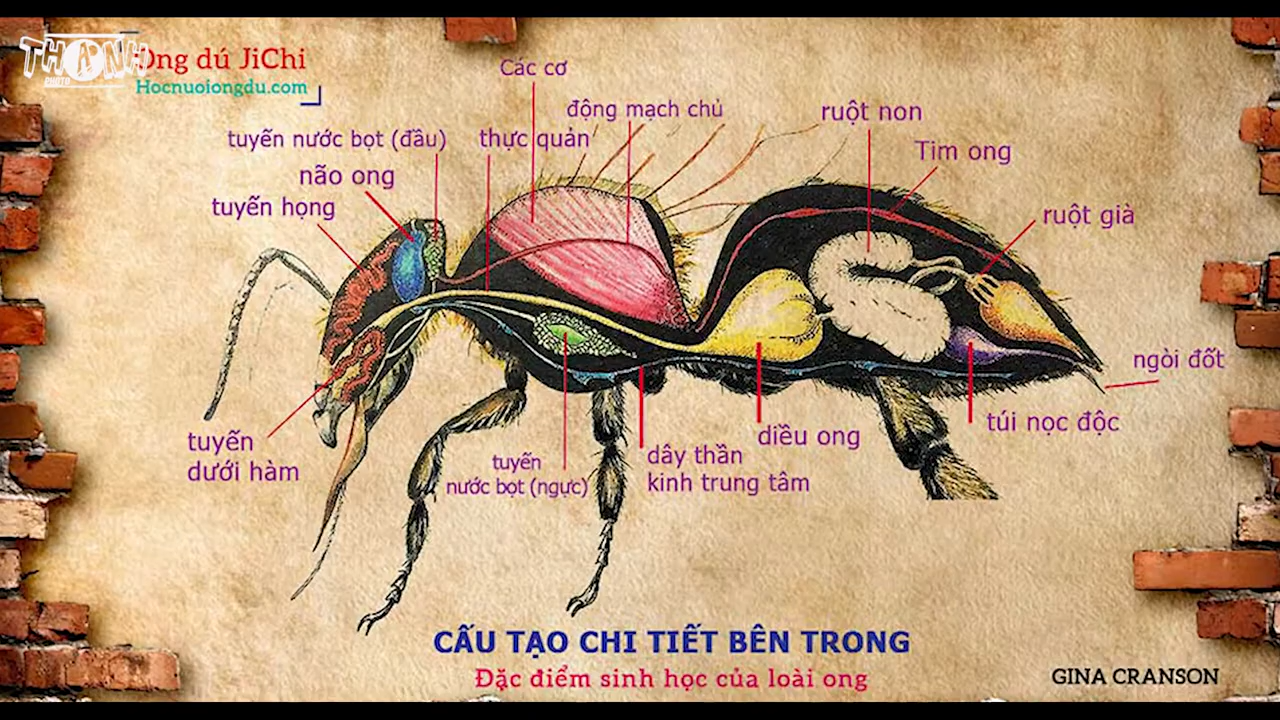 THANH
PHOTO
Ong dú JiChi
Hocnuoiongdu.com
Các cơ
động mạch chủ
ruột non
tuyến nước bọt (đầu)
thực quản
Tim ong
não ong
tuyến họng
ruột già
ngòi đốt
tuyến
dưới hàm
diều ong
túi nọc độc
tuyến
nước bọt (ngực)
dây thần
kinh trung tâm
CẤU TẠO CHI TIẾT BÊN TRONG
Đặc điểm sinh học của loài ong
GINA CRANSON